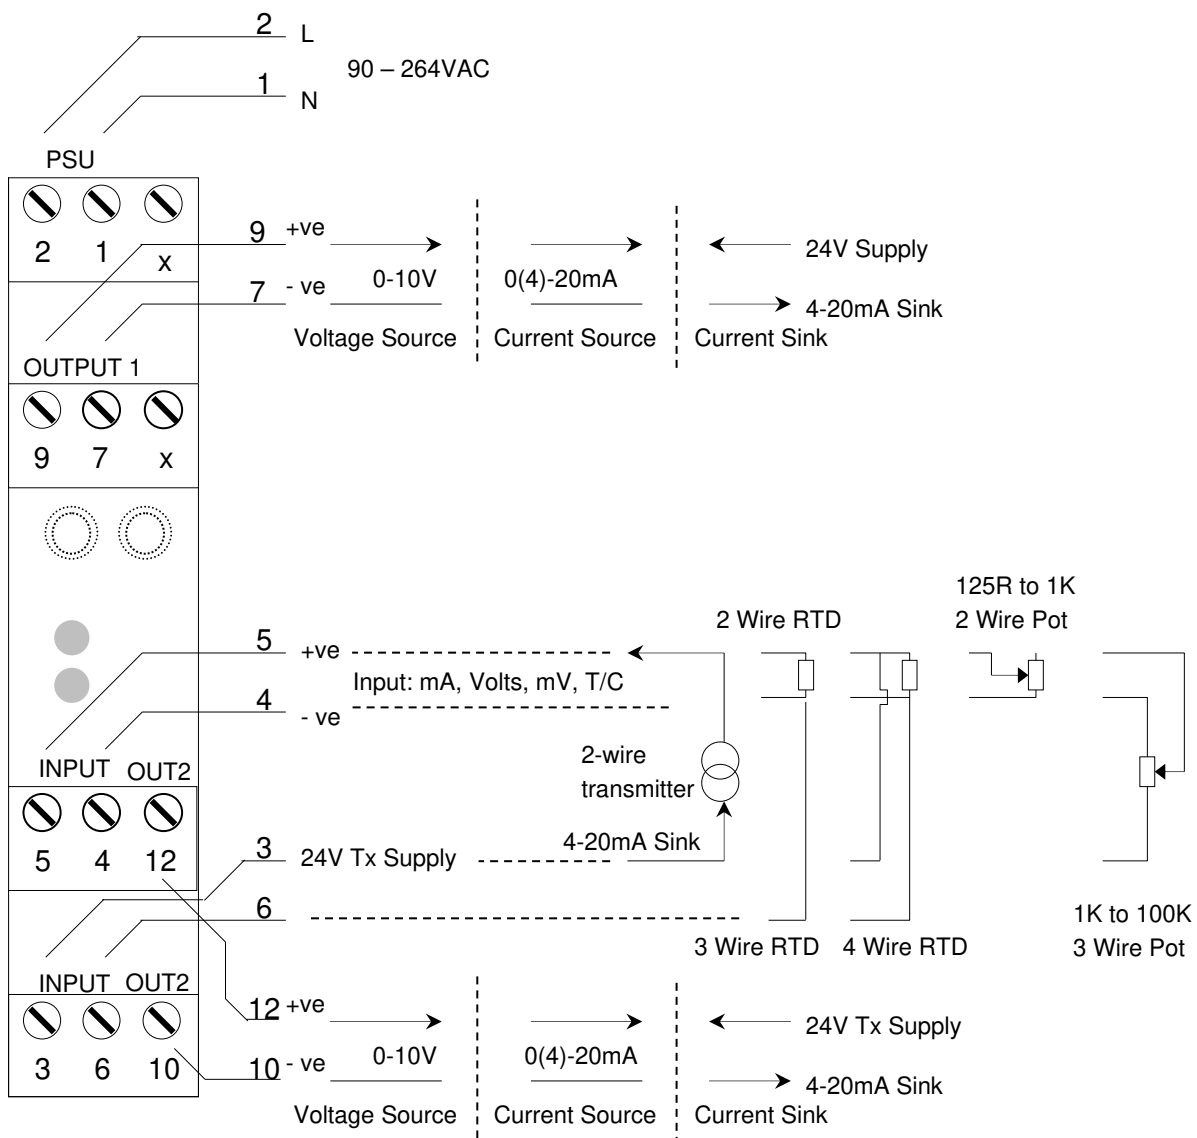 2 L
90 – 264VAC
1 N
PSU
2 1 x
9 +ve
24V Supply
0-10V 0(4)-20mA
7 - ve
4-20mA Sink
Voltage Source Current Source Current Sink
OUTPUT 1
9 7 x
125R to 1K
2 Wire RTD 2 Wire Pot
5 +ve
Input: mA, Volts, mV, T/C
4 - ve
2-wire
transmitter
INPUT OUT2
4-20mA Sink
5 4 12
3 24V Tx Supply
6
1K to 100K
3 Wire RTD 4 Wire RTD 3 Wire Pot
INPUT OUT2
12 +ve
24V Tx Supply
3 6 10
10 - ve 0-10V 0(4)-20mA
4-20mA Sink
Voltage Source Current Source Current Sink